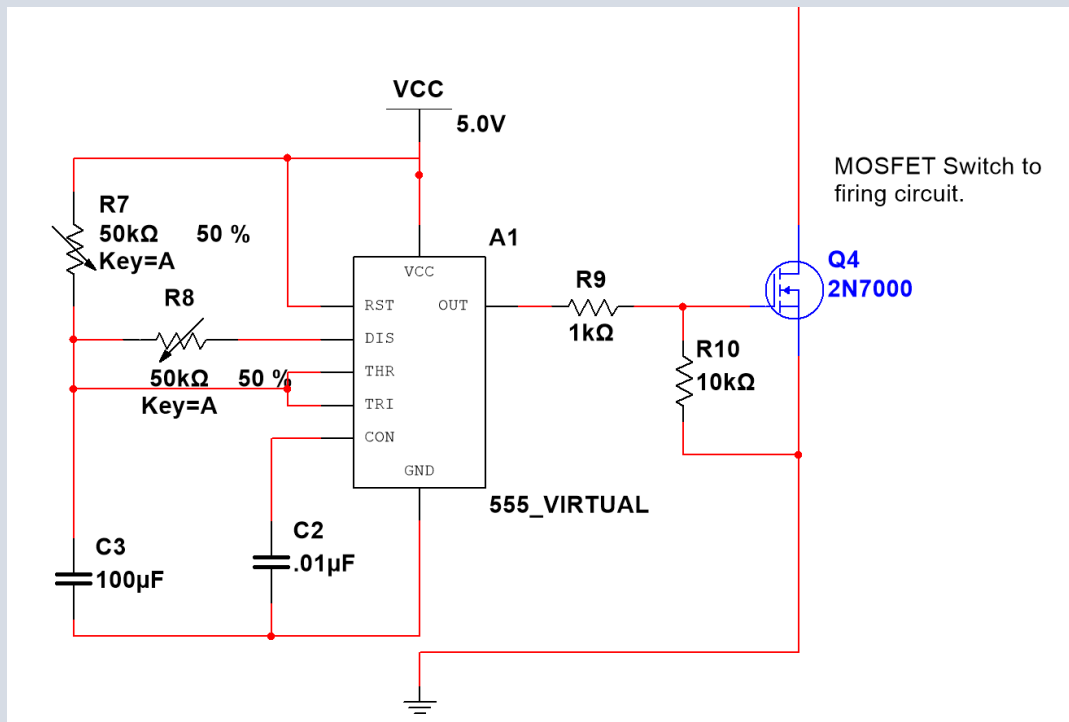 VCC
5.0V
MOSFET Switch to
firing circuit.
R7
50kΩ 50 %
Key=A
A1
VCC
Q4
2N7000
R9
1kΩ
R8
RST
OUT
DIS
50kΩ 50 %
Key=A
THR
TRI
CON
GND
R10
10kΩ
555_VIRTUAL
C2
.01µF
C3
100µF